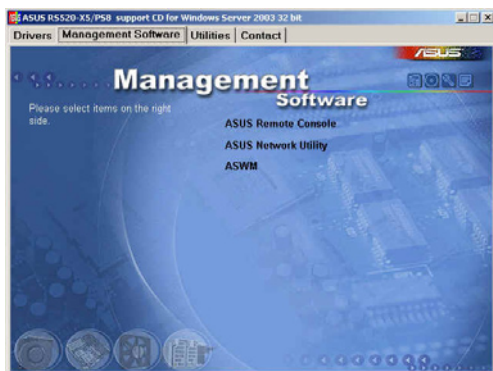 ASUS RS520-X5/PS8 support CD for Windows Server 2003 32 bit
Drivers Management Software Utilities Contact
ASUS
Management
Software
Please select items on the right
side.
ASUS Remote Console
ASUS Network Utility
ASWM